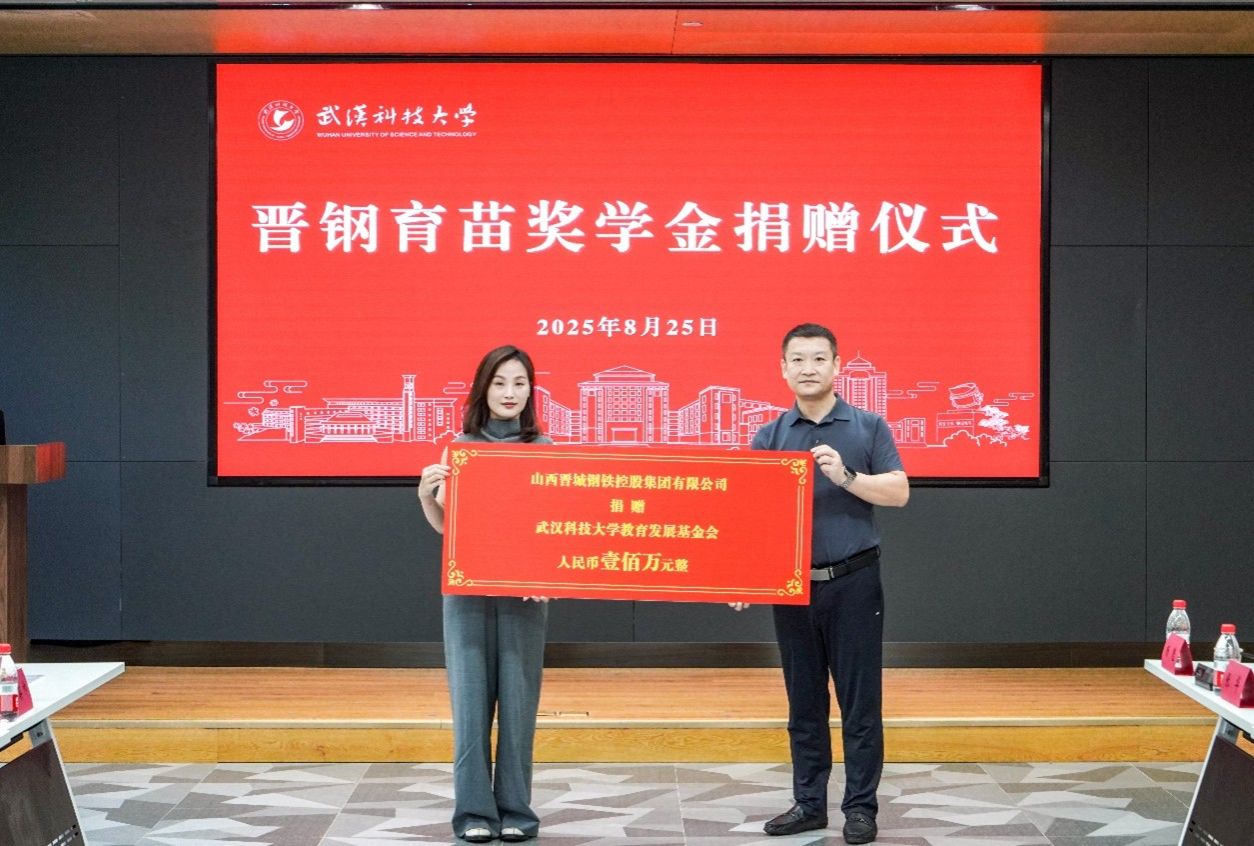 武漢科技大学
WUHAN UNIVERSITY OF SCIENCE AND TECHNOLOGY
晋钢育苗奖学金捐赠仪式
2025年8月25日
山西晋城钢铁控股集团有限公司
捐赠
武汉科技大学教育发展基金会
人民币壹佰万元整